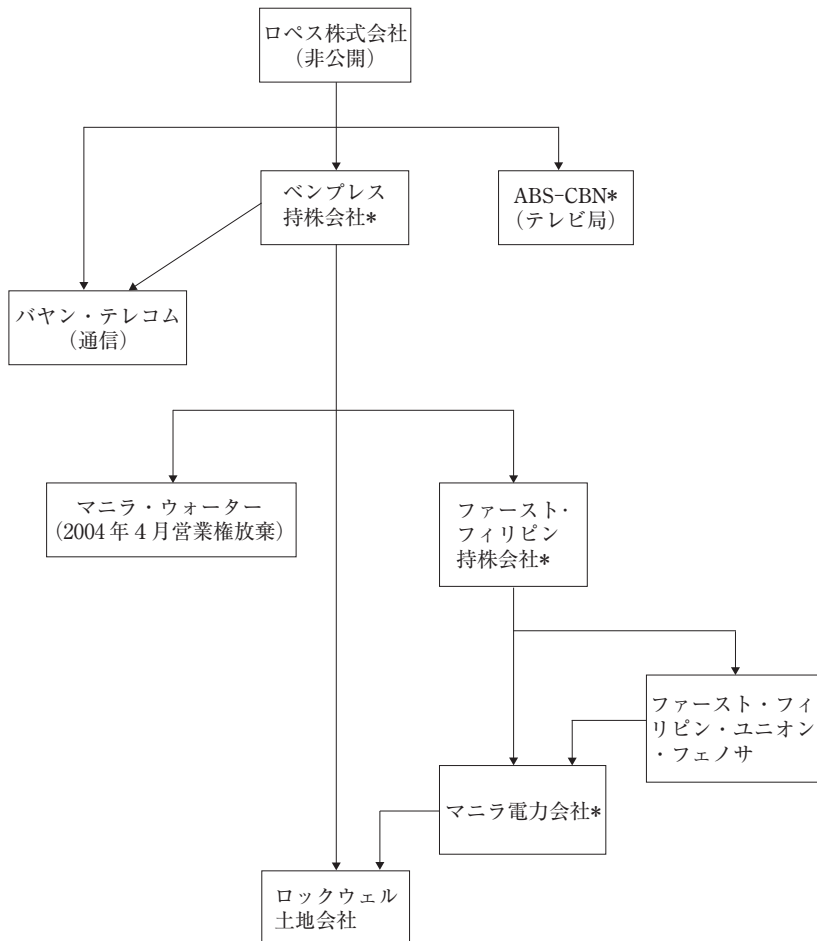 ロペス株式会社
（非公開）
ベンプレス
持株会社*
ABS-CBN*
（テレビ局）
バヤン・テレコム
（通信）
マニラ・ウォーター
（2004年4月営業権放棄）
ファースト・
フィリピン
持株会社*
ファースト・フィ
リピン・ユニオン
・フェノサ
マニラ電力会社*
ロックウェル
土地会社